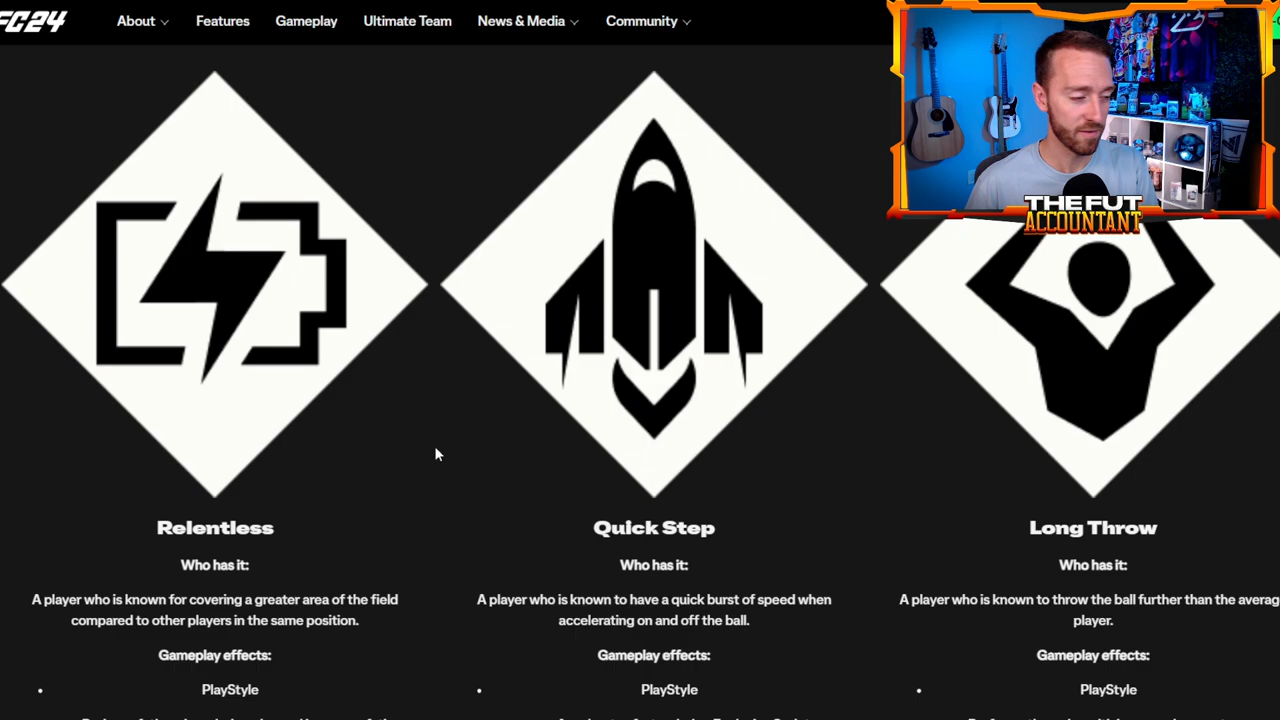 FC24 About Features Gameplay Ultimate Team News & Media Community
THE FUT
ACCOUNTANT
Relentless
Who has it:
A player who is known for covering a greater area of the field
compared to other players in the same position.
Gameplay effects:
• PlayStyle
Quick Step
Who has it:
A player who is known to have a quick burst of speed when
accelerating on and off the ball.
Gameplay effects:
• PlayStyle
Long Throw
Who has it:
A player who is known to throw the ball further than the averag
player.
Gameplay effects:
• PlayStyle